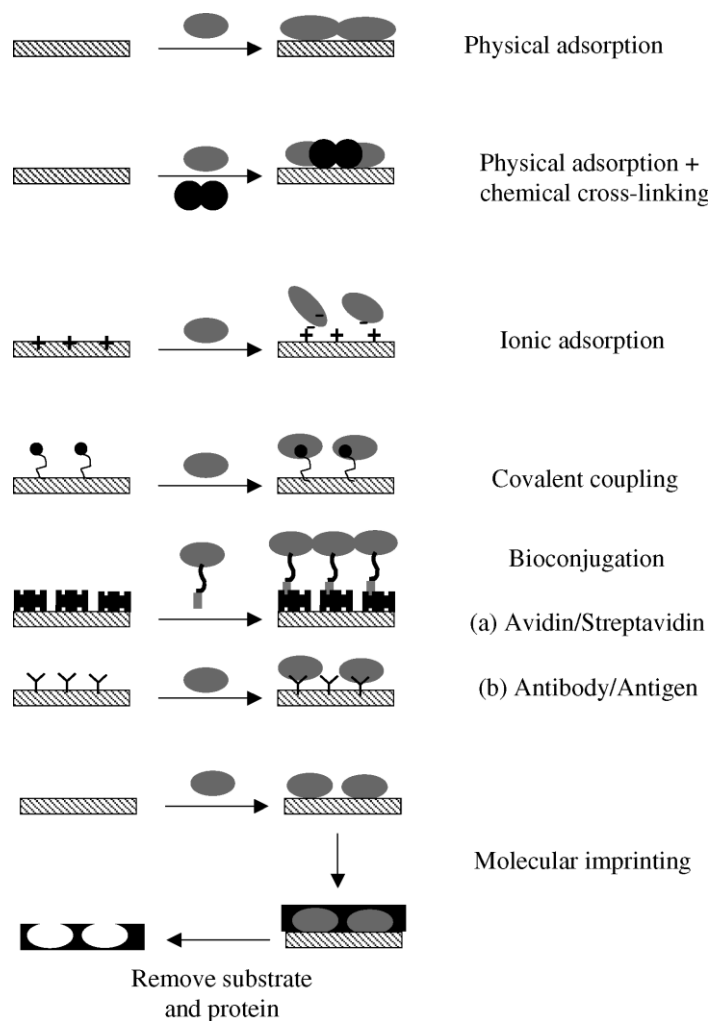 Physical adsorption
Physical adsorption +
chemical cross-linking
Ionic adsorption
Covalent coupling
Bioconjugation
(a) Avidin/Streptavidin
(b) Antibody/Antigen
Molecular imprinting
Remove substrate
and protein